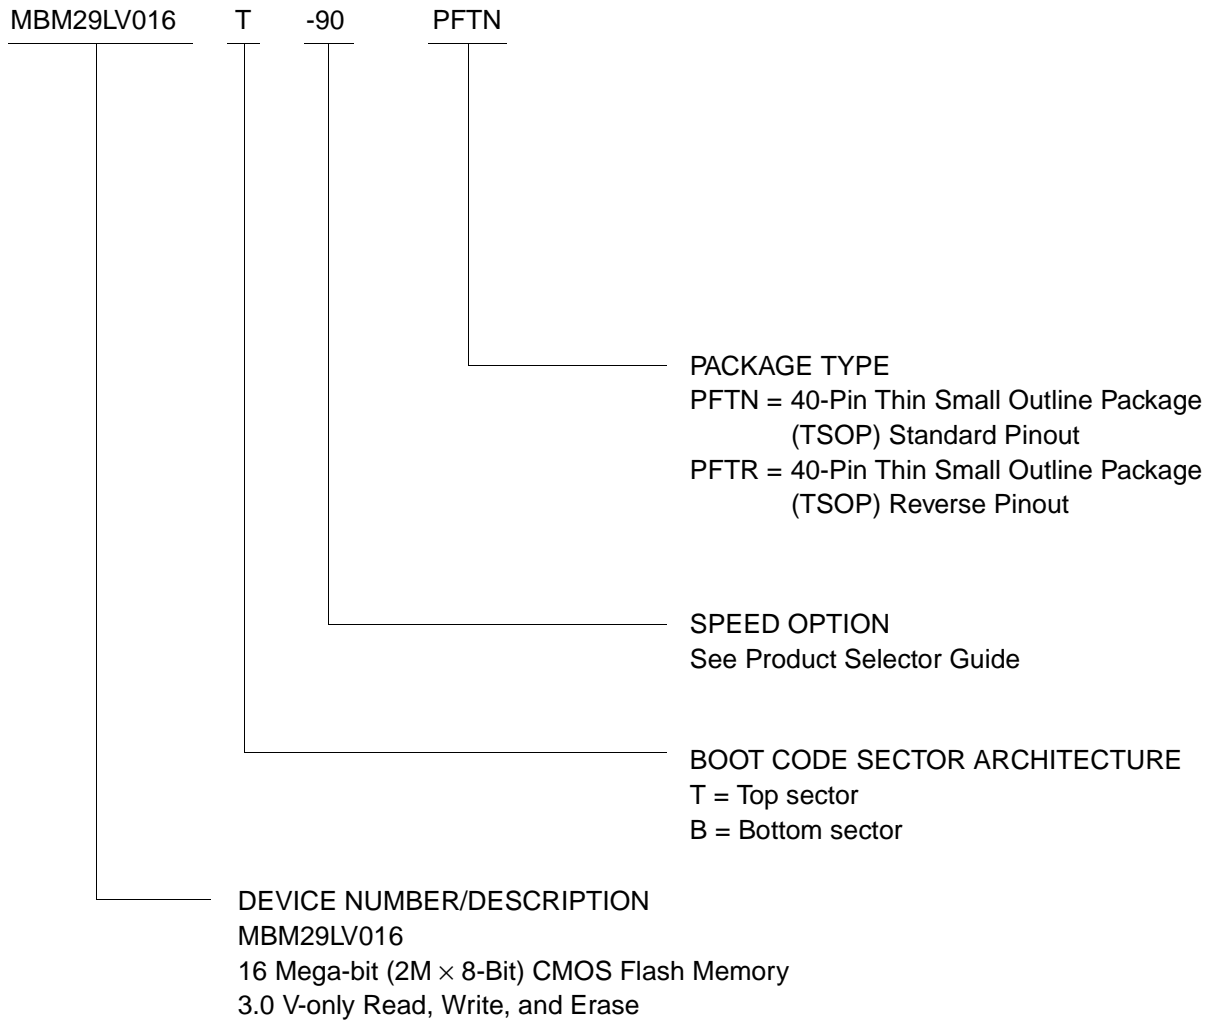 MBM29LV016 T -90 PFTN
PACKAGE TYPE
PFTN = 40-Pin Thin Small Outline Package
(TSOP) Standard Pinout
PFTR = 40-Pin Thin Small Outline Package
(TSOP) Reverse Pinout
SPEED OPTION
See Product Selector Guide
BOOT CODE SECTOR ARCHITECTURE
T = Top sector
B = Bottom sector
DEVICE NUMBER/DESCRIPTION
MBM29LV016
16 Mega-bit (2M × 8-Bit) CMOS Flash Memory
3.0 V-only Read, Write, and Erase